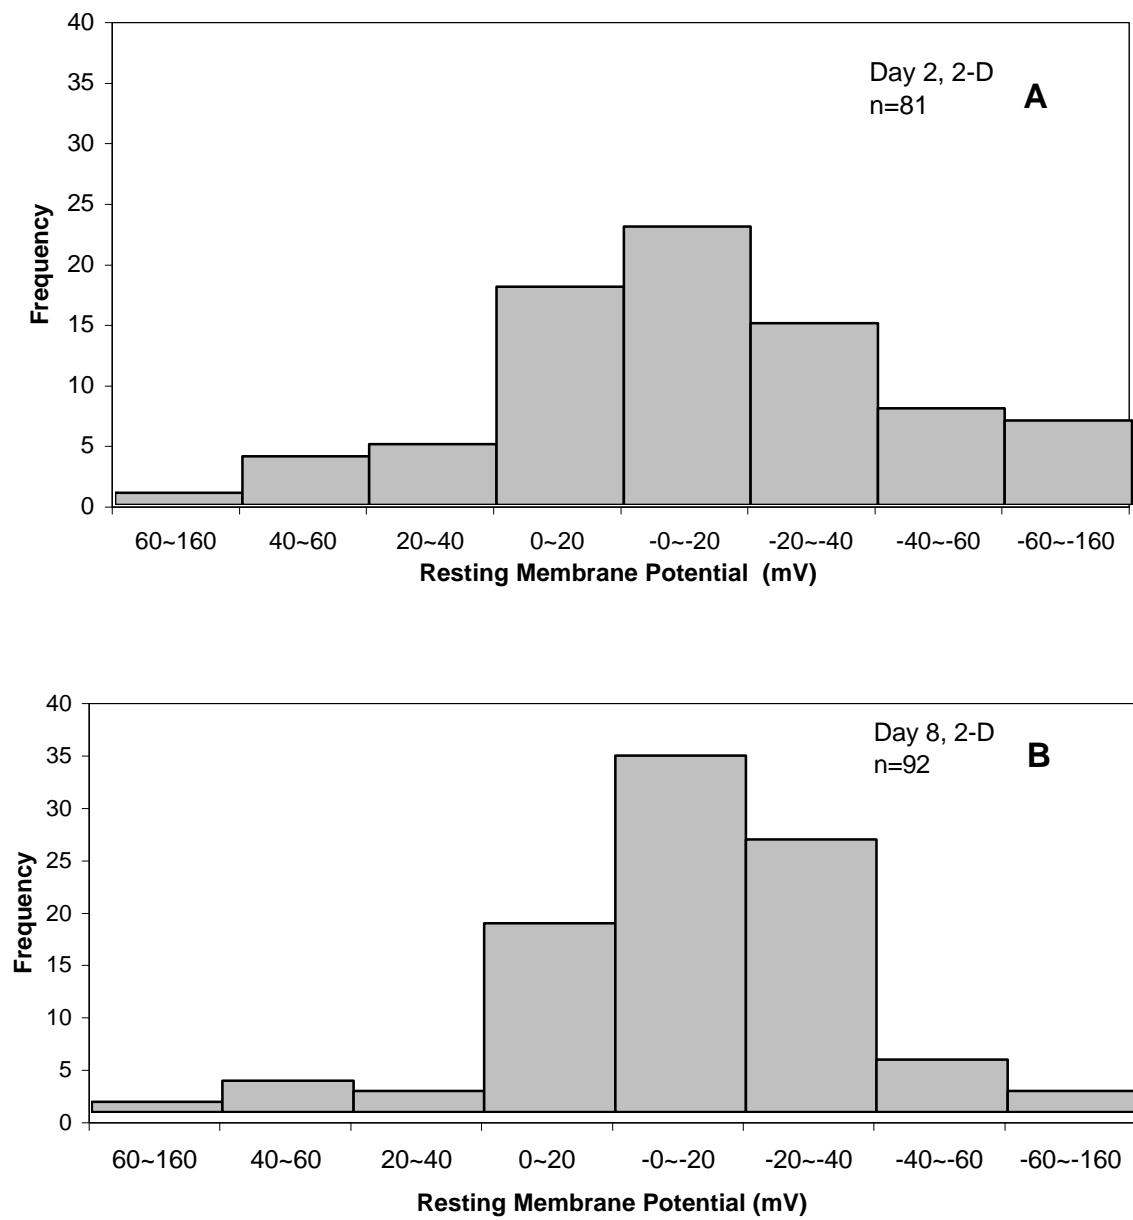 40
35
30
25
20
15
10
5
0
Frequency
Day 2, 2-D
n=81
A
60~160 40~60 20~40 0~20 -0~-20 -20~-40 -40~-60 -60~-160
Resting Membrane Potential (mV)
40
35
30
25
20
15
10
5
0
Frequency
Day 8, 2-D
n=92
B
60~160 40~60 20~40 0~20 -0~-20 -20~-40 -40~-60 -60~-160
Resting Membrane Potential (mV)